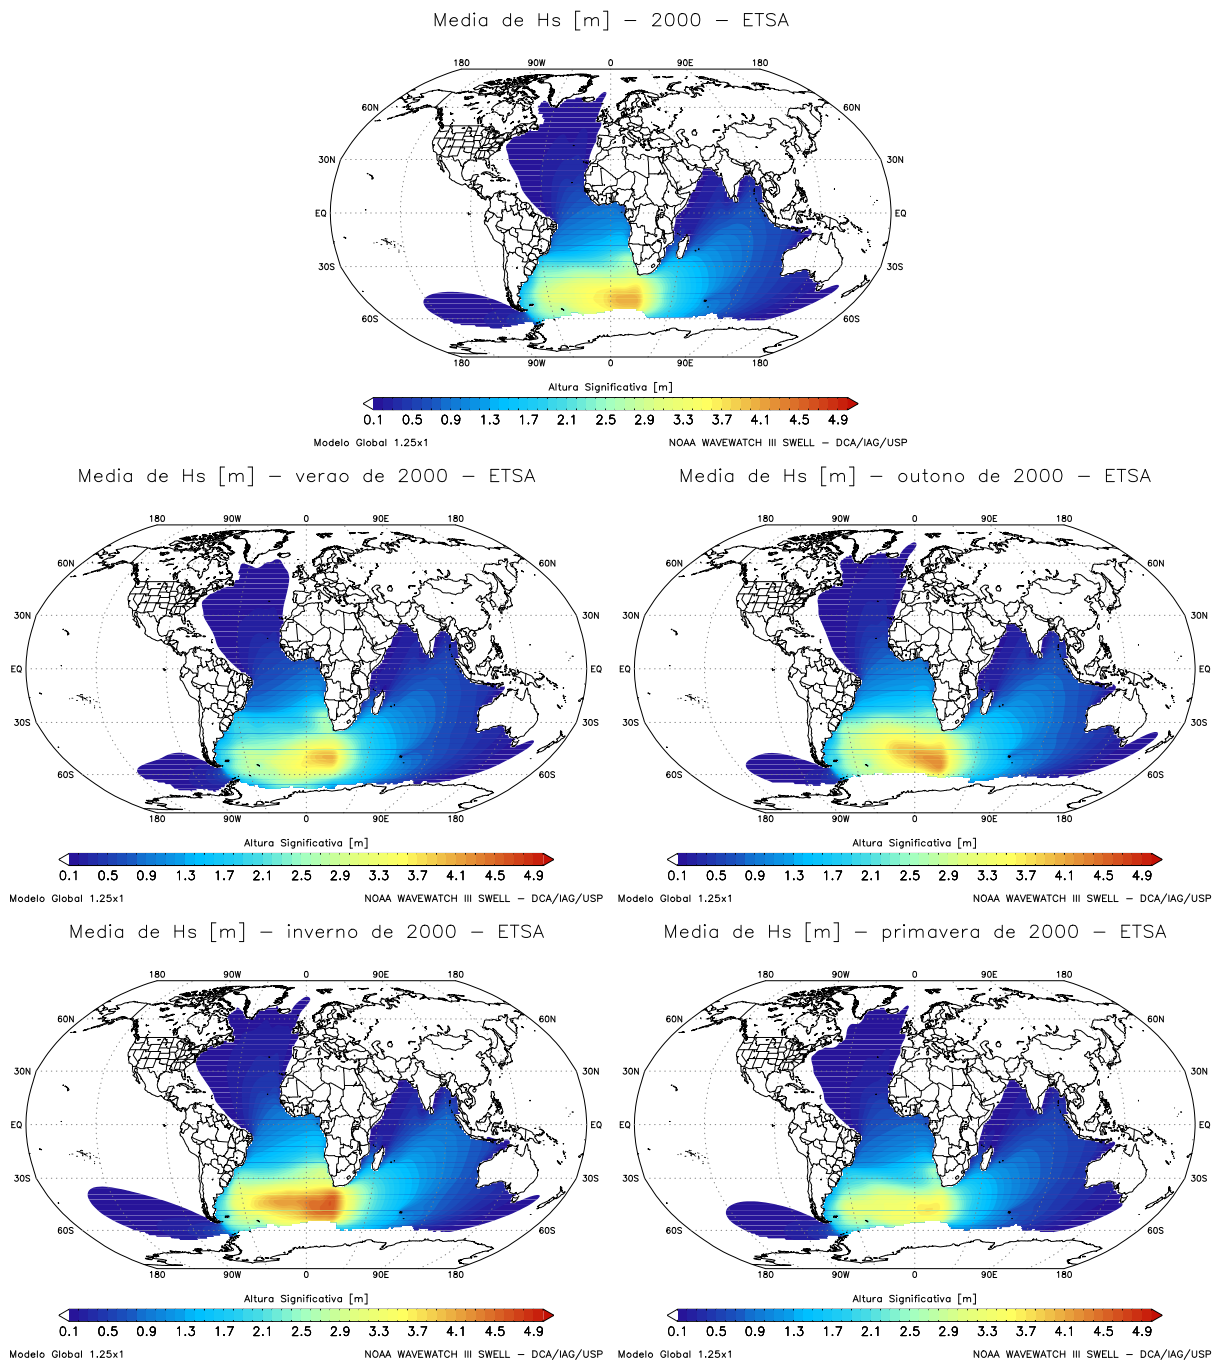 Media de Hs [m] – 2000 – ETSA
180 90W 0 90E 180
60N 60N
30N 30N
EQ EQ
30S 30S
60S 60S
180 90W 0 90E 180
Altura Significativa [m]
0.1 0.5 0.9 1.3 1.7 2.1 2.5 2.9 3.3 3.7 4.1 4.5 4.9
Modelo Global 1.25x1 NOAA WAVEWATCH III SWELL – DCA/IAG/USP
Media de Hs [m] – verao de 2000 – ETSA
180 90W 0 90E 180
60N 60N
30N 30N
EQ EQ
30S 30S
60S 60S
180 90W 0 90E 180
Altura Significativa [m]
0.1 0.5 0.9 1.3 1.7 2.1 2.5 2.9 3.3 3.7 4.1 4.5 4.9
Modelo Global 1.25x1 NOAA WAVEWATCH III SWELL – DCA/IAG/USP
Media de Hs [m] – outono de 2000 – ETSA
180 90W 0 90E 180
60N 60N
30N 30N
EQ EQ
30S 30S
60S 60S
180 90W 0 90E 180
Altura Significativa [m]
0.1 0.5 0.9 1.3 1.7 2.1 2.5 2.9 3.3 3.7 4.1 4.5 4.9
Modelo Global 1.25x1 NOAA WAVEWATCH III SWELL – DCA/IAG/USP
Media de Hs [m] – inverno de 2000 – ETSA
180 90W 0 90E 180
60N 60N
30N 30N
EQ EQ
30S 30S
60S 60S
180 90W 0 90E 180
Altura Significativa [m]
0.1 0.5 0.9 1.3 1.7 2.1 2.5 2.9 3.3 3.7 4.1 4.5 4.9
Modelo Global 1.25x1 NOAA WAVEWATCH III SWELL – DCA/IAG/USP
Media de Hs [m] – primavera de 2000 – ETSA
180 90W 0 90E 180
60N 60N
30N 30N
EQ EQ
30S 30S
60S 60S
180 90W 0 90E 180
Altura Significativa [m]
0.1 0.5 0.9 1.3 1.7 2.1 2.5 2.9 3.3 3.7 4.1 4.5 4.9
Modelo Global 1.25x1 NOAA WAVEWATCH III SWELL – DCA/IAG/USP